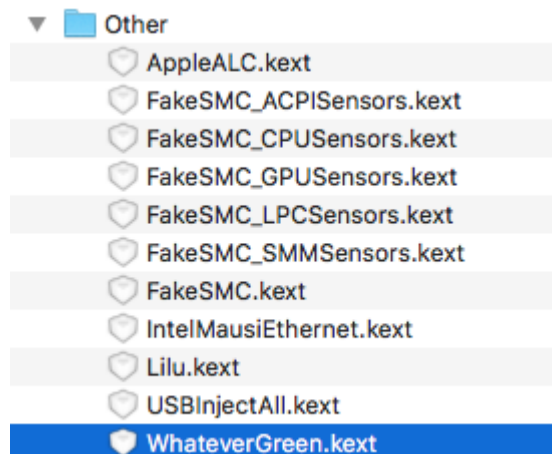 Other
AppleALC.kext
FakeSMC_ACPISensors.kext
FakeSMC_CPUSensors.kext
FakeSMC_GPUSensors.kext
FakeSMC_LPCSensors.kext
FakeSMC_SMMSensors.kext
FakeSMC.kext
IntelMausiEthernet.kext
Lilu.kext
USBInjectAll.kext
WhateverGreen.kext